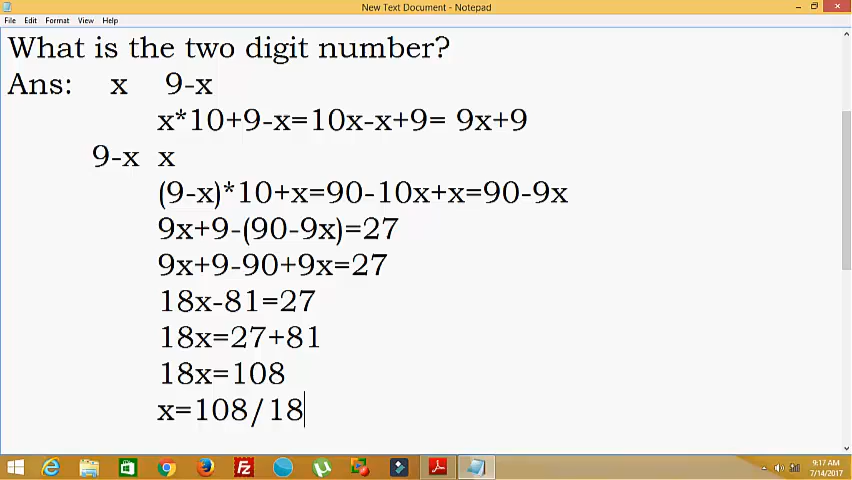 New Text Document - Notepad
File Edit Format View Help
What is the two digit number?
Ans: x 9-x
x*10+9-x=10x-x+9= 9x+9
9-x x
(9-x)*10+x=90-10x+x=90-9x
9x+9-(90-9x)=27
9x+9-90+9x=27
18x-81=27
18x=27+81
18x=108
x=108/18
9:17 AM
7/14/2017